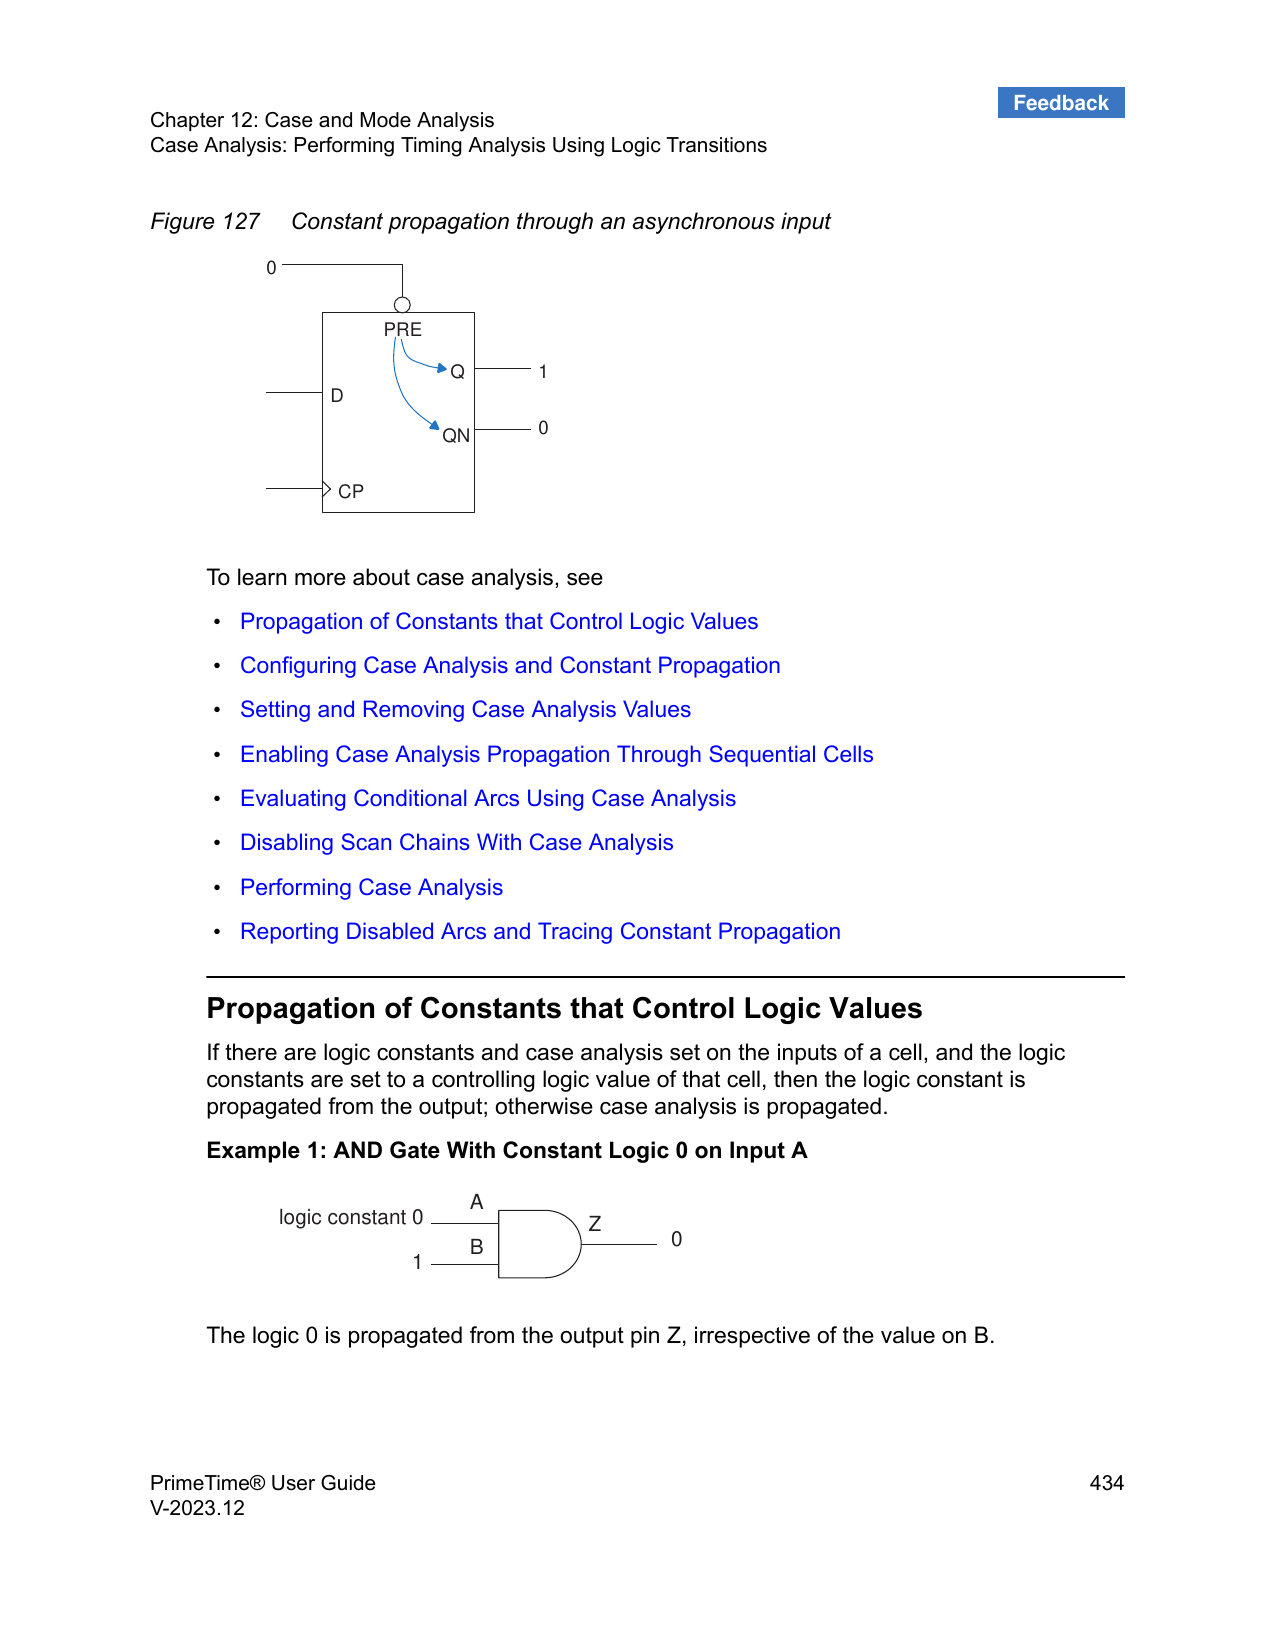 Feedback
Chapter 12: Case and Mode Analysis
Case Analysis: Performing Timing Analysis Using Logic Transitions
Figure 127 Constant propagation through an asynchronous input
0
PRE
Q 1
D
QN 0
CP
To learn more about case analysis, see
• Propagation of Constants that Control Logic Values
• Configuring Case Analysis and Constant Propagation
• Setting and Removing Case Analysis Values
• Enabling Case Analysis Propagation Through Sequential Cells
• Evaluating Conditional Arcs Using Case Analysis
• Disabling Scan Chains With Case Analysis
• Performing Case Analysis
• Reporting Disabled Arcs and Tracing Constant Propagation
Propagation of Constants that Control Logic Values
If there are logic constants and case analysis set on the inputs of a cell, and the logic
constants are set to a controlling logic value of that cell, then the logic constant is
propagated from the output; otherwise case analysis is propagated.
Example 1: AND Gate With Constant Logic 0 on Input A
A
logic constant 0
Z
0
B
1
The logic 0 is propagated from the output pin Z, irrespective of the value on B.
PrimeTime® User Guide 434
V-2023.12